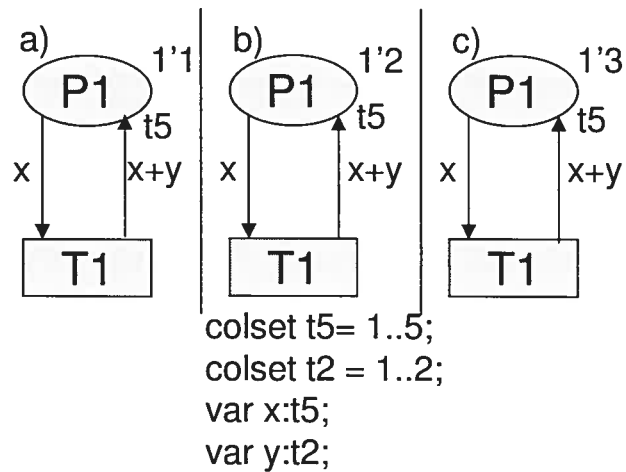 a) 1'1 b) 1'2 c) 1'3
P1 P1 P1
t5 t5 t5
x x+y x x+y x x+y
T1 T1 T1
colset t5= 1..5;
colset t2 = 1..2;
var x:t5;
var y:t2;